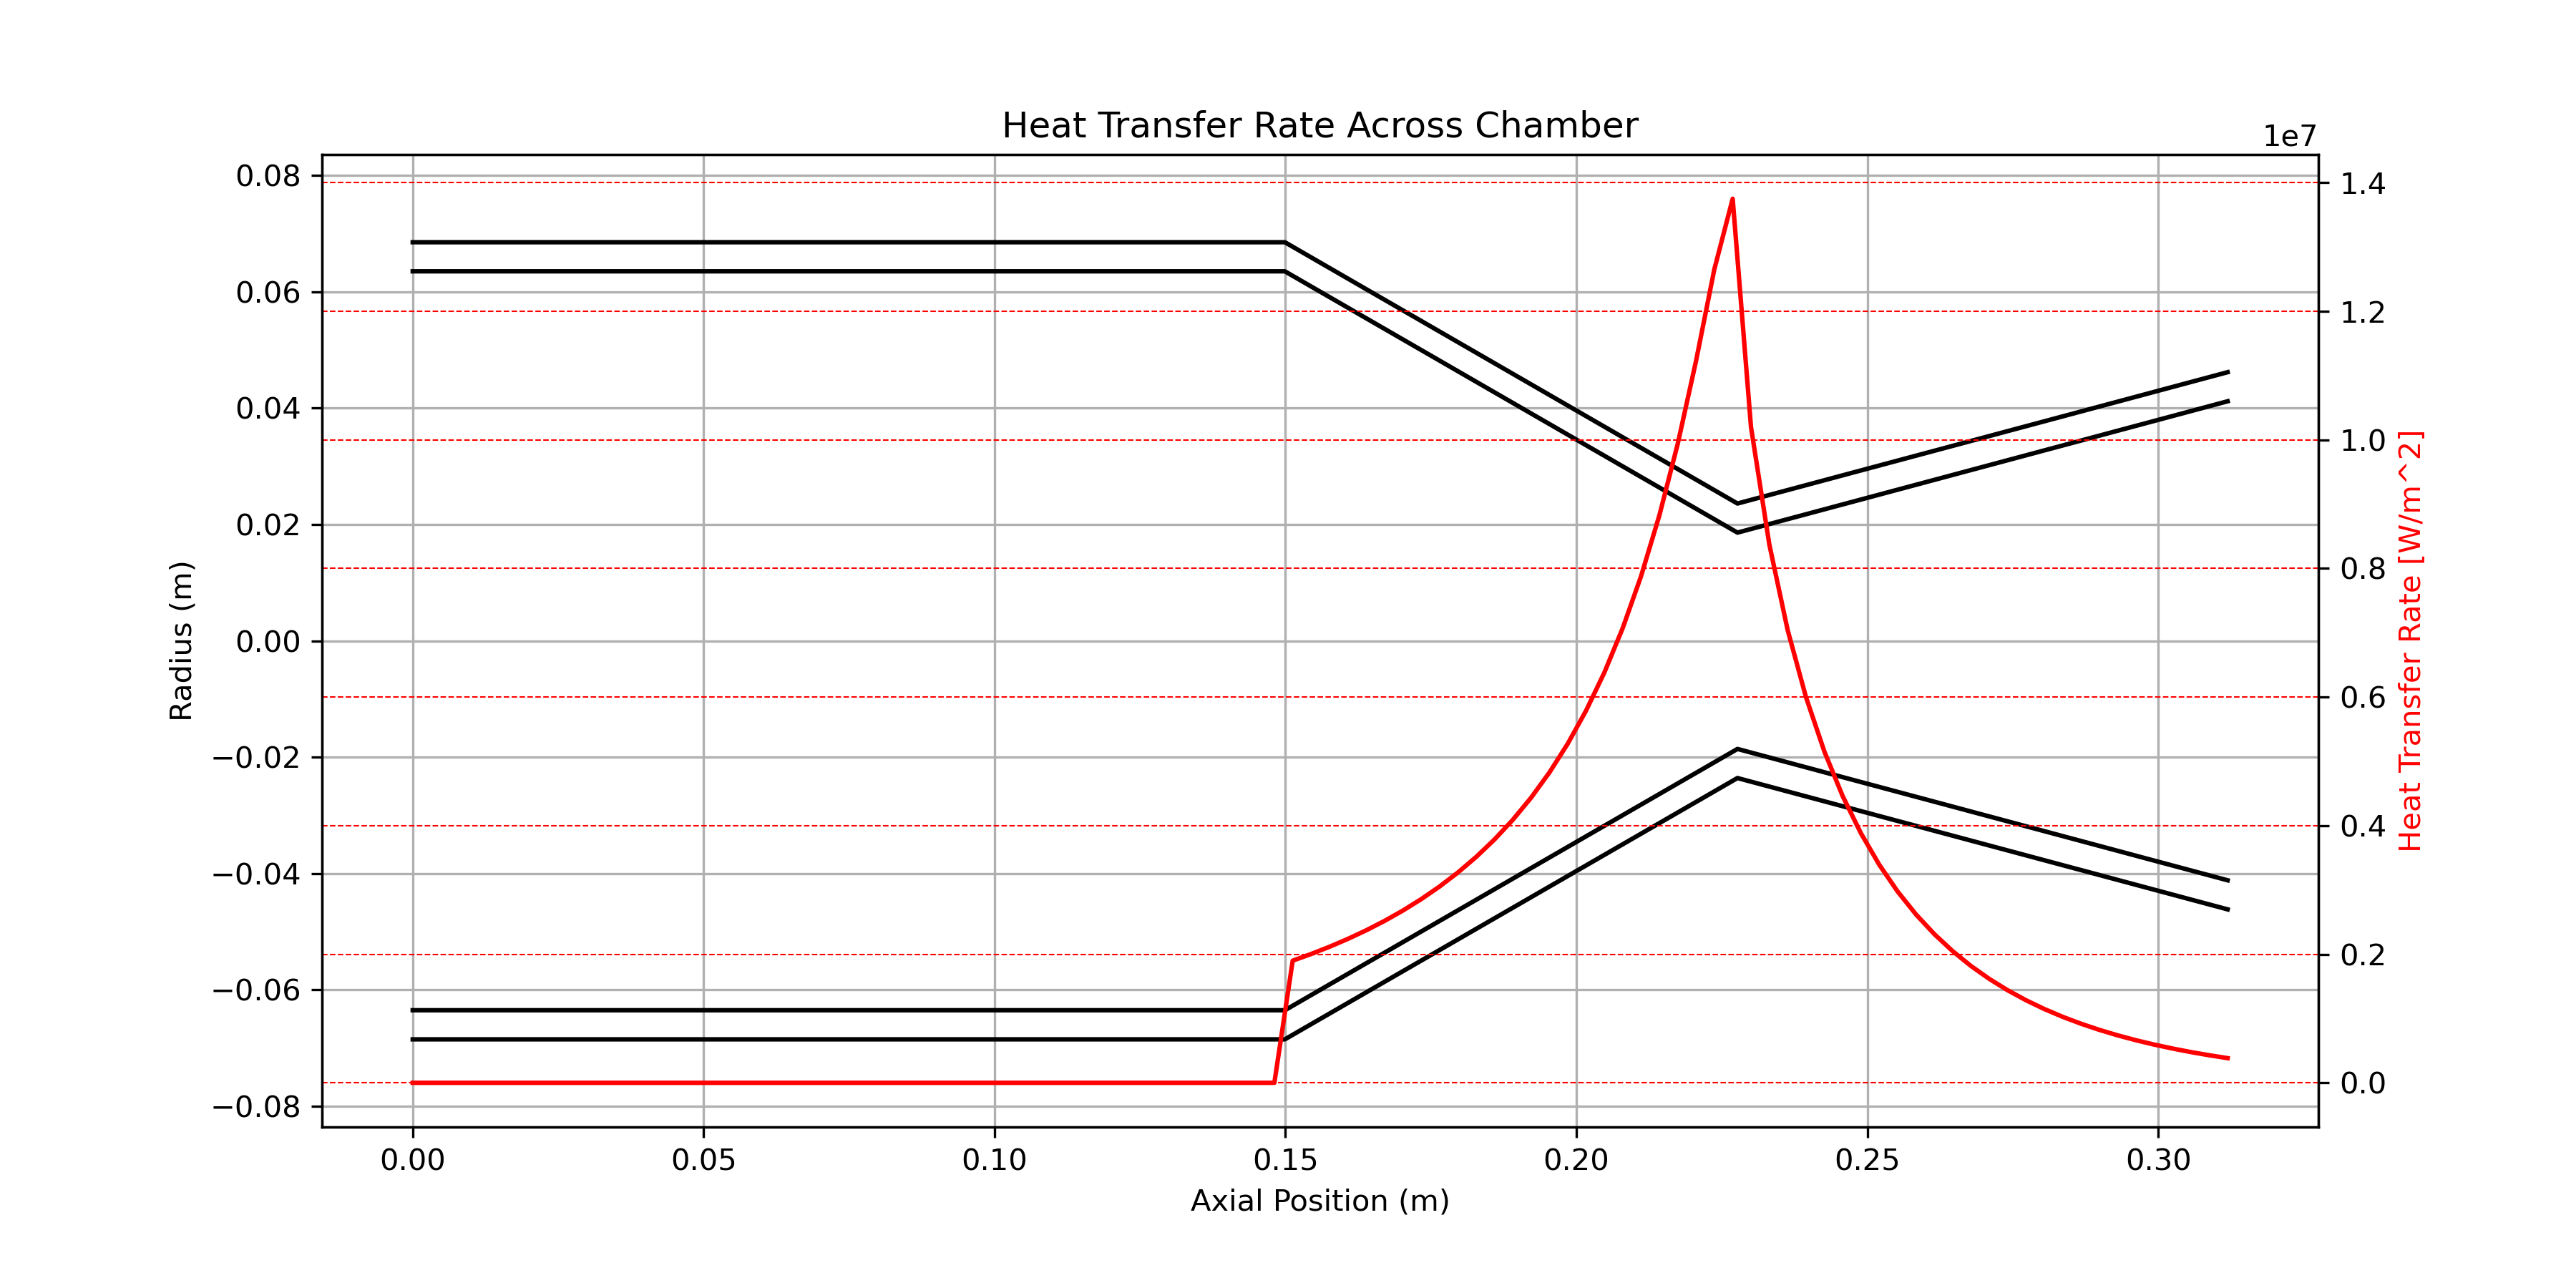 Heat Transfer Rate Across Chamber
1e7
0.08
0.06
0.04
0.02
0.00
−0.02
−0.04
−0.06
−0.08
Radius (m)
1.4
1.2
1.0
0.8
0.6
0.4
0.2
0.0
Heat Transfer Rate [W/m^2]
0.00 0.05 0.10 0.15 0.20 0.25 0.30
Axial Position (m)